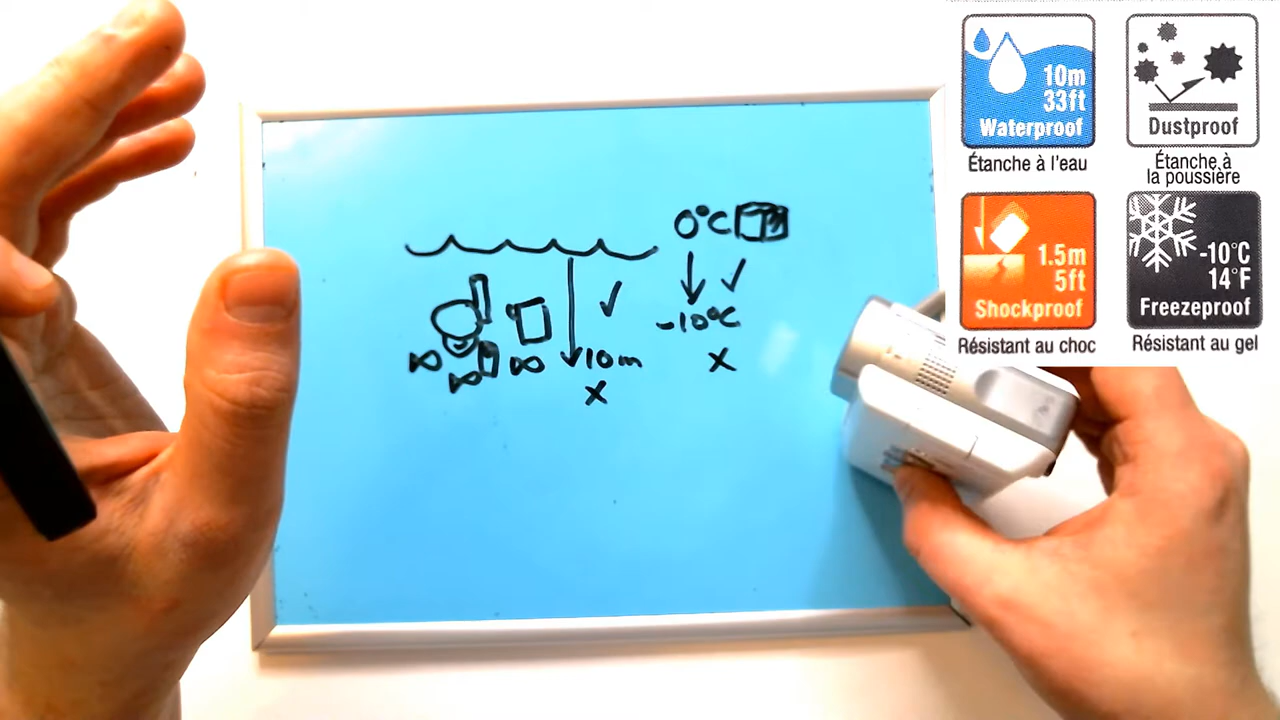 0°C
-10°C
10m
10m
33ft
Waterproof
Étanche à l'eau
Dustproof
Étanche à
la poussière
1.5m
5ft
Shockproof
Résistant au choc
-10°C
14°F
Freezeproof
Résistant au gel